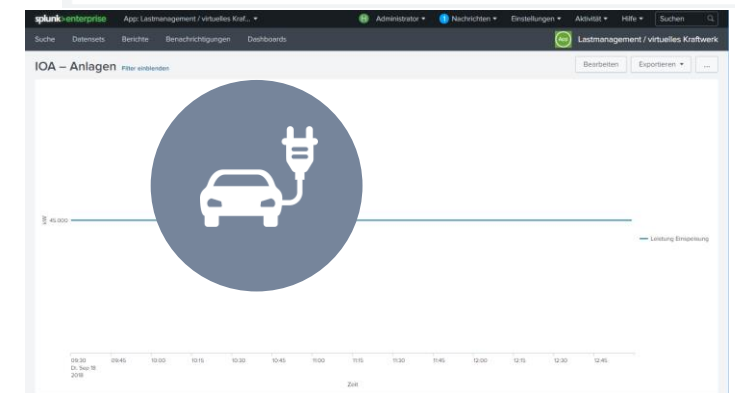 splunk>enterprise App: Lastmanagement / virtuelles Kraf... Administrator Nachrichten Einstellungen Aktivität Hilfe Suchen
Suche Datensets Berichte Benachrichtigungen Dashboards App Lastmanagement / virtuelles Kraftwerk
IOA – Anlagen Filter einblenden Bearbeiten Exportieren ...
kW
45.000
Leistung Einspeisung
09:30 09:45 10:00 10:15 10:30 10:45 11:00 11:15 11:30 11:45 12:00 12:15 12:30 12:45
Di. Sep 18
2018
Zeit